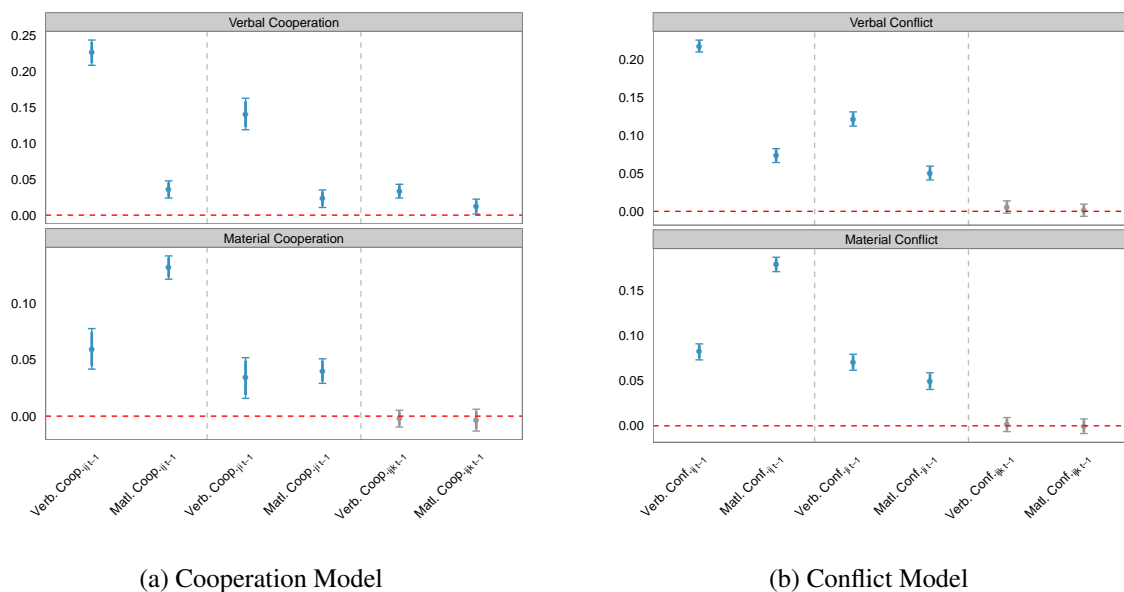 Verbal Cooperation
0.25
0.20
0.15
0.10
0.05
0.00
Material Cooperation
0.10
0.05
0.00
Verb. Coop.ij t−1
Matl. Coop.ij t−1
Verb. Coop.ji t−1
Matl. Coop.ji t−1
Verb. Coop.ijk t−1
Matl. Coop.ijk t−1
(a) Cooperation Model
Verbal Conflict
0.20
0.15
0.10
0.05
0.00
Material Conflict
0.15
0.10
0.05
0.00
Verb. Conf.ij t−1
Matl. Conf.ij t−1
Verb. Conf.ji t−1
Matl. Conf.ji t−1
Verb. Conf.ijk t−1
Matl. Conf.ijk t−1
(b) Conflict Model